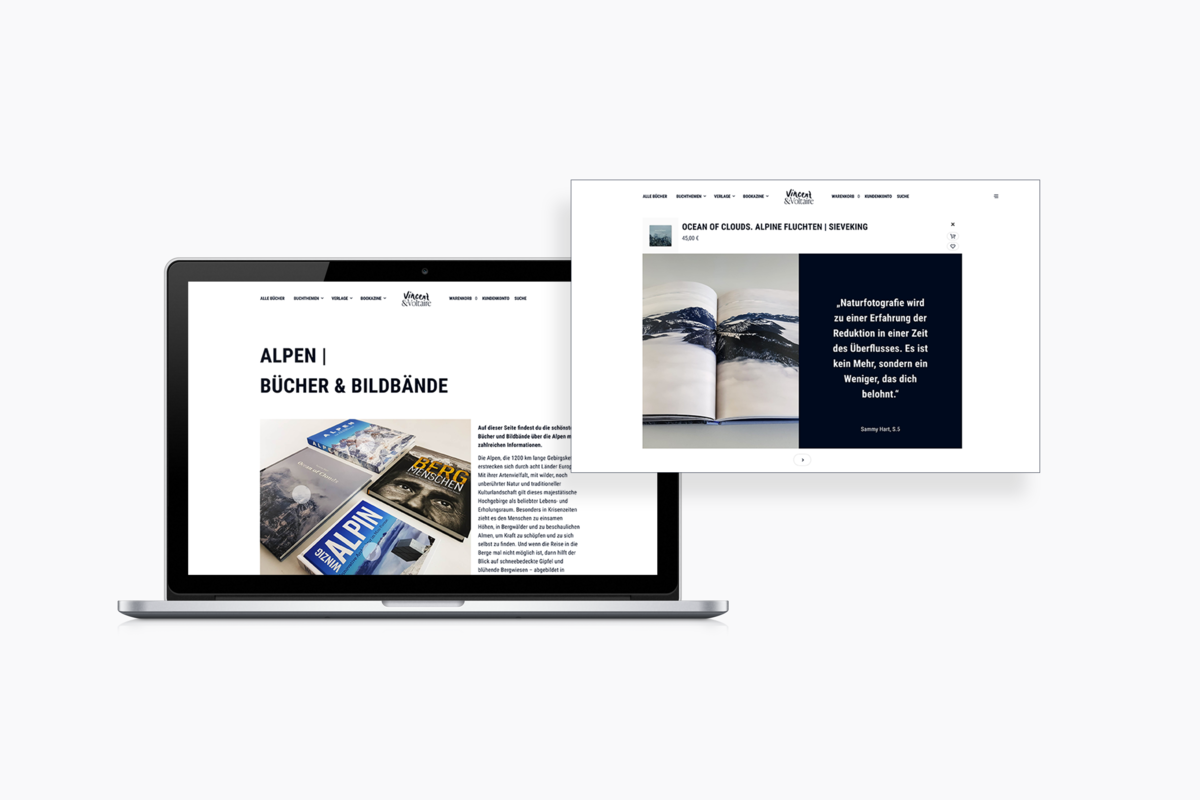 ALLE BÜCHER BUCHTHEMEN VERLAGE BOOKAZINE Vincent &Voltaire WARENKORB 0 KUNDENKONTO SUCHE
ALPEN |
BÜCHER & BILDBÄNDE
ALPEN
Ocean of Clouds
BERG
MENSCHEN
ALPIN
WINZIG
Auf dieser Seite findest du die schönst
Bücher und Bildbände über die Alpen m
zahlreichen Informationen.
Die Alpen, die 1200 km lange Gebirgske
erstrecken sich durch acht Länder Europ
Mit ihrer Artenvielfalt, mit wilder, noch
unberührter Natur und traditioneller
Kulturlandschaft gilt dieses majestätische
Hochgebirge als beliebter Lebens- und
Erholungsraum. Besonders in Krisenzeiten
zieht es den Menschen zu einsamen
Höhen, in Bergwälder und zu beschaulichen
Almen, um Kraft zu schöpfen und zu sich
selbst zu finden. Und wenn die Reise in die
Berge mal nicht möglich ist, dann hilft der
Blick auf schneebedeckte Gipfel und
blühende Bergwiesen – abgebildet in
ALLE BÜCHER BUCHTHEMEN VERLAGE BOOKAZINE Vincent &Voltaire WARENKORB 0 KUNDENKONTO SUCHE
OCEAN OF CLOUDS. ALPINE FLUCHTEN | SIEVEKING
45,00 €
„Naturfotografie wird
zu einer Erfahrung der
Reduktion in einer Zeit
des Überflusses. Es ist
kein Mehr, sondern ein
Weniger, das dich
belohnt.“
Sammy Hart, S.5